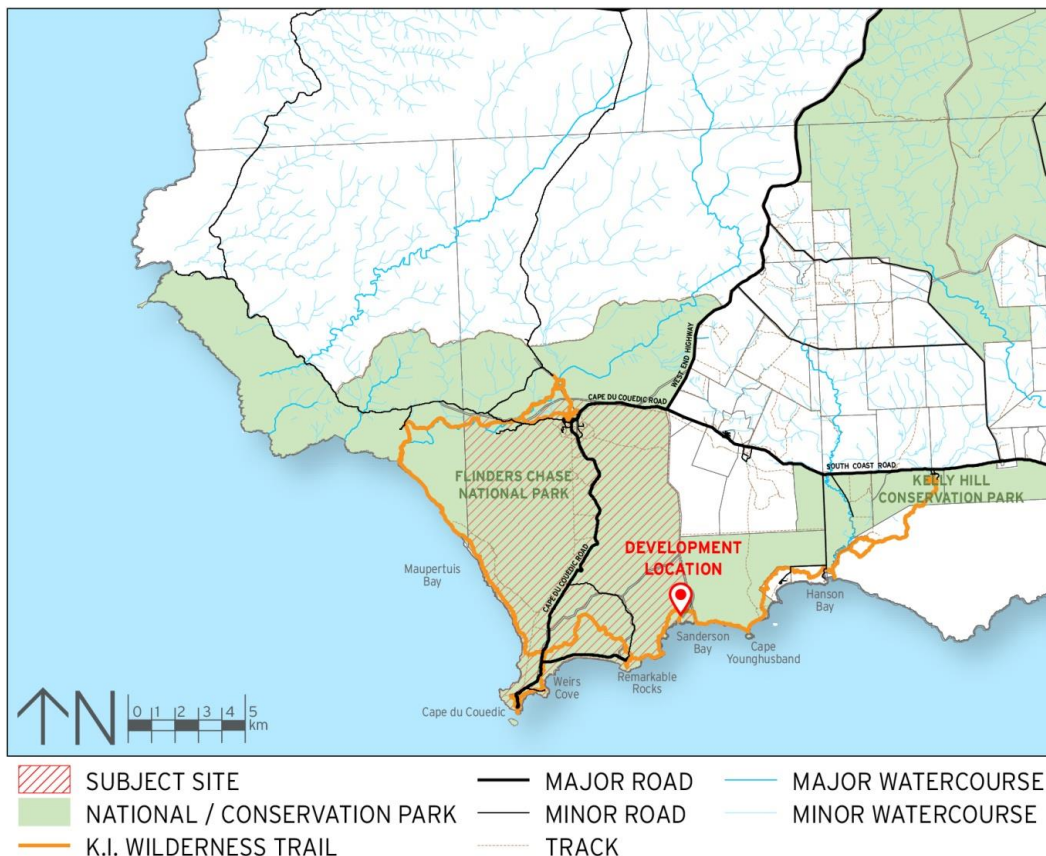 WEST END HIGHWAY
CAPE DU COUEDIC ROAD
SOUTH COAST ROAD
FLINDERS CHASE
NATIONAL PARK
KELLY HILL
CONSERVATION PARK
DEVELOPMENT
LOCATION
CAPE DU COUEDIC ROAD
Maupertuis
Bay
Hanson
Bay
Sanderson
Bay
Cape
Younghusband
Remarkable
Rocks
Weirs
Cove
Cape du Couedic
N
0 1 2 3 4 5
km
SUBJECT SITE
NATIONAL / CONSERVATION PARK
K.I. WILDERNESS TRAIL
MAJOR ROAD
MINOR ROAD
TRACK
MAJOR WATERCOURSE
MINOR WATERCOURSE